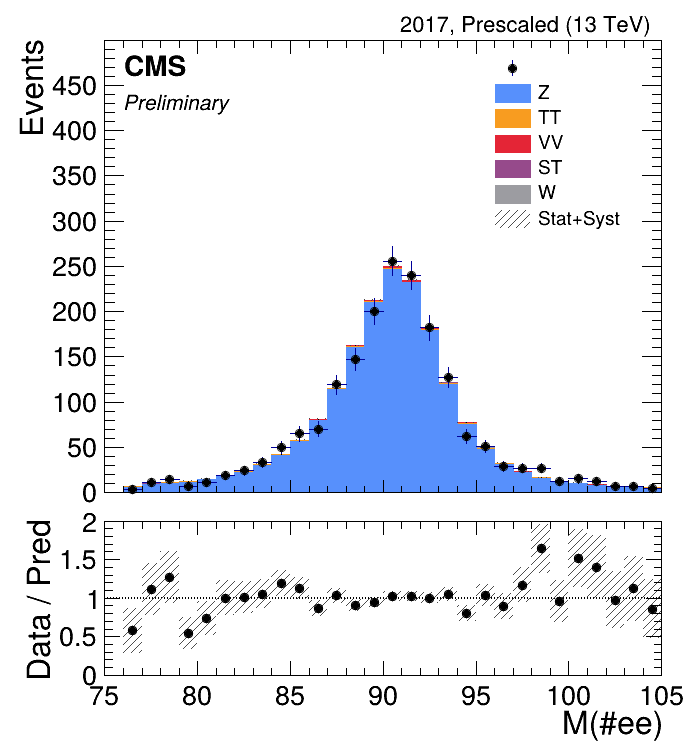 2017, Prescaled (13 TeV)
CMS
Preliminary
Events
450
400
350
300
250
200
150
100
50
0
Z
TT
VV
ST
W
Stat+Syst
Data / Pred
2
1.5
1
0.5
0
75 80 85 90 95 100 105
M(#ee)